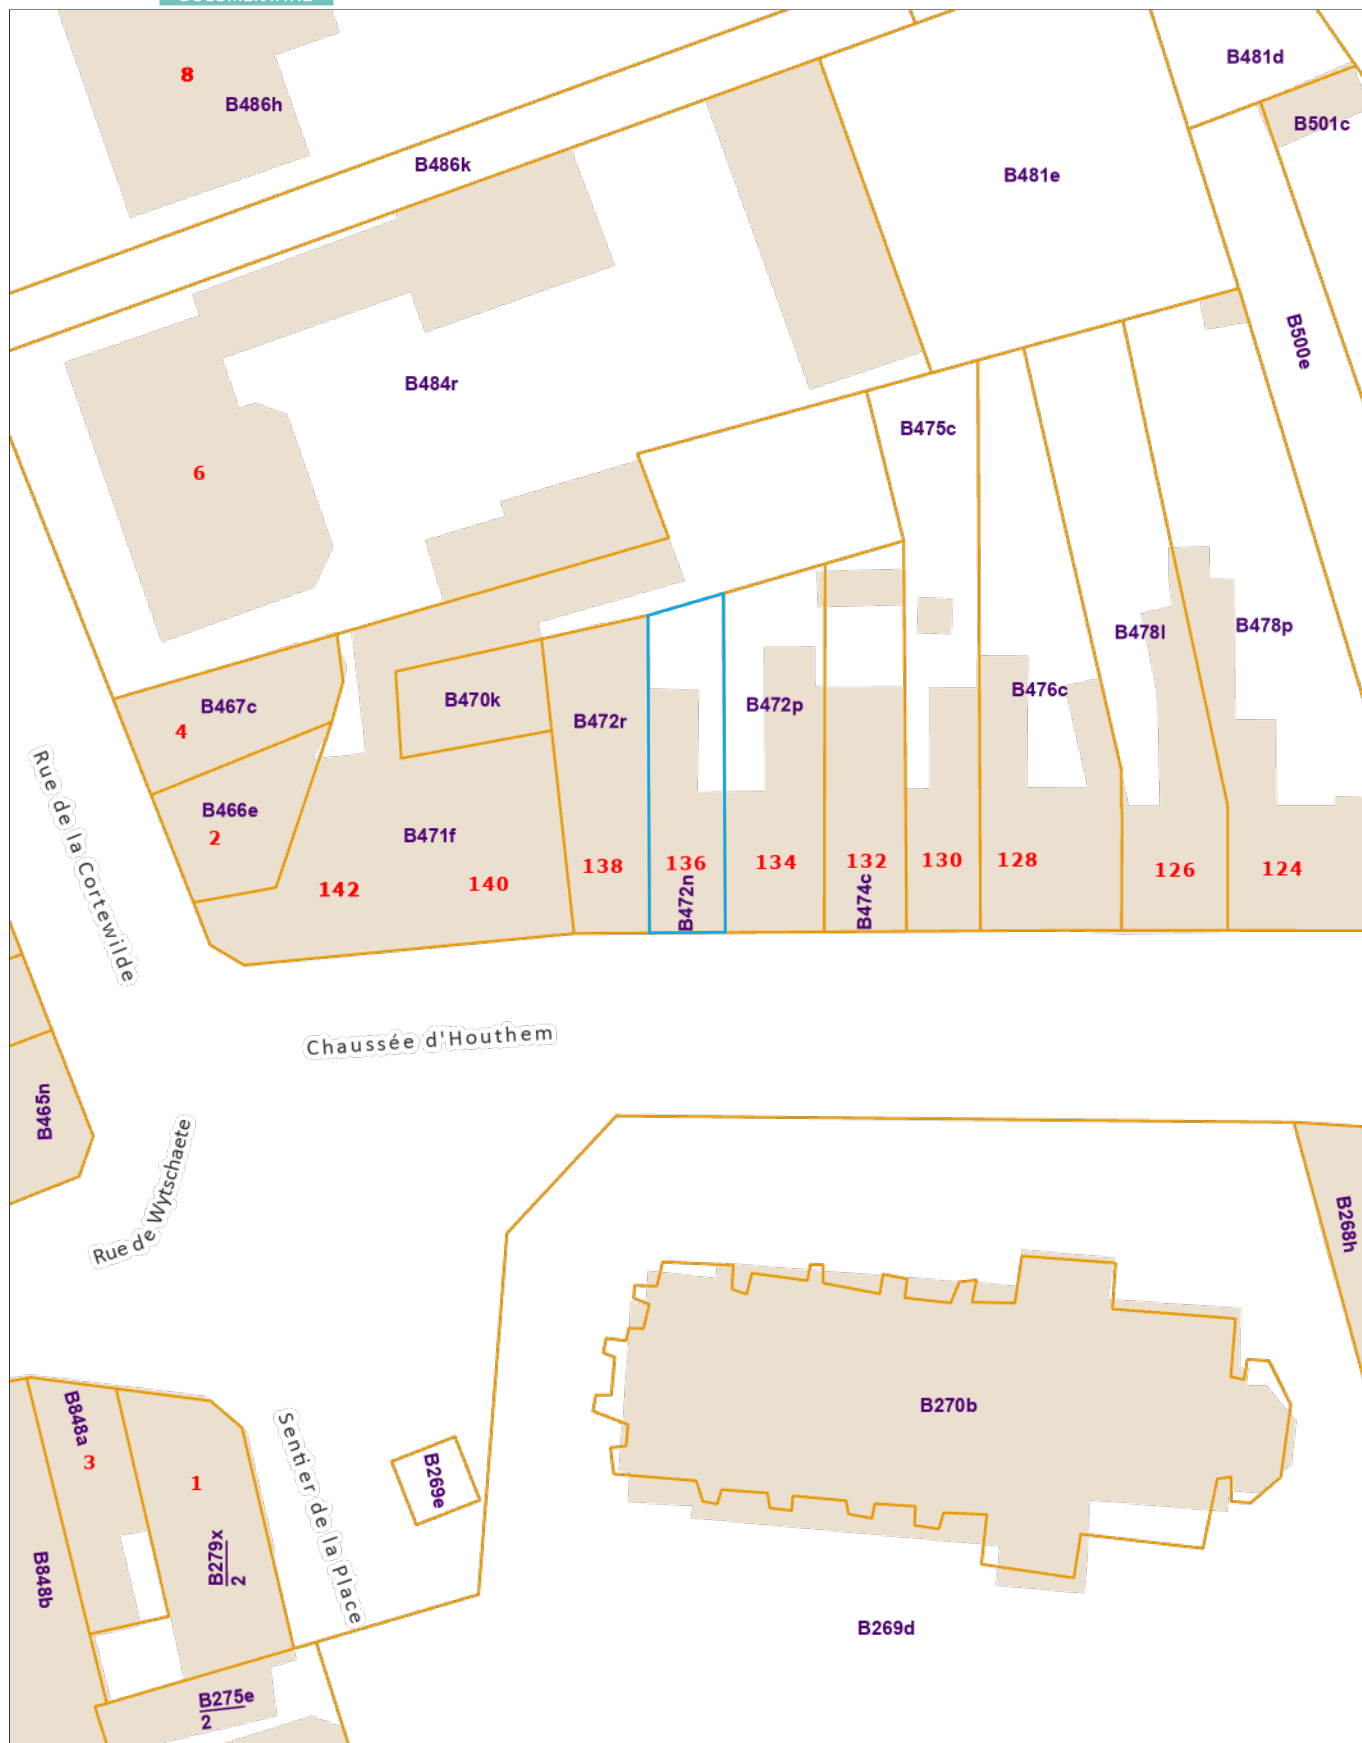 B481d
8
B486h
B501c
B486k
B481e
B500e
B484r
B475c
6
B478l
B478p
B476c
B470k
B467c
B472p
B472r
4
B466e
2
B471f
136
134
132
130
128
138
126
124
142
140
B472n
B474c
Rue de la Cortewilde
Chaussée d'Houthem
B465n
Rue de Wytschaete
B268h
B270b
B848a
3
1
Sentier de la Place
B269e
B279x
2
B848b
B269d
B275e
2